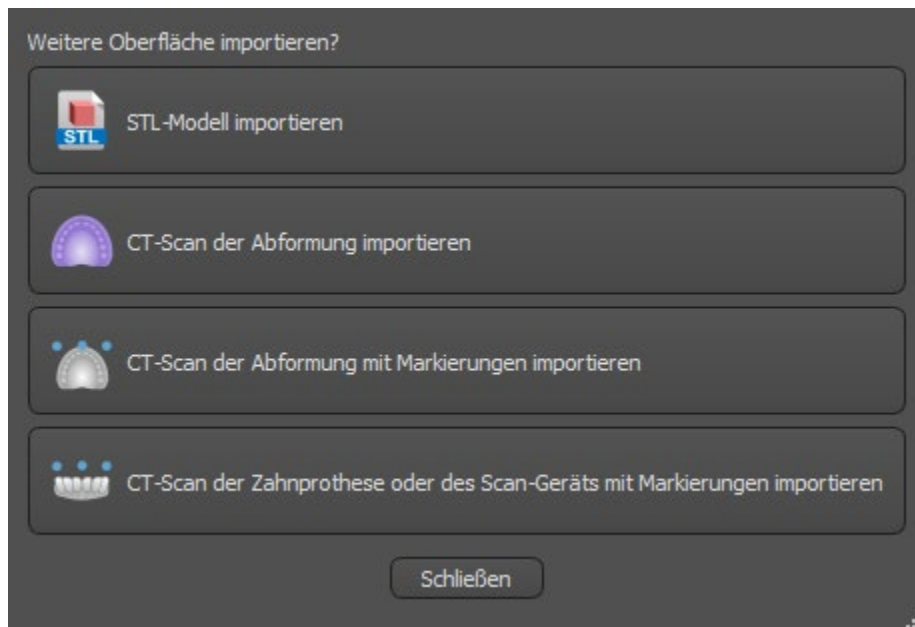 Weitere Oberfläche importieren?
STL
STL-Modell importieren
CT-Scan der Abformung importieren
CT-Scan der Abformung mit Markierungen importieren
CT-Scan der Zahnprothese oder des Scan-Geräts mit Markierungen importieren
Schließen